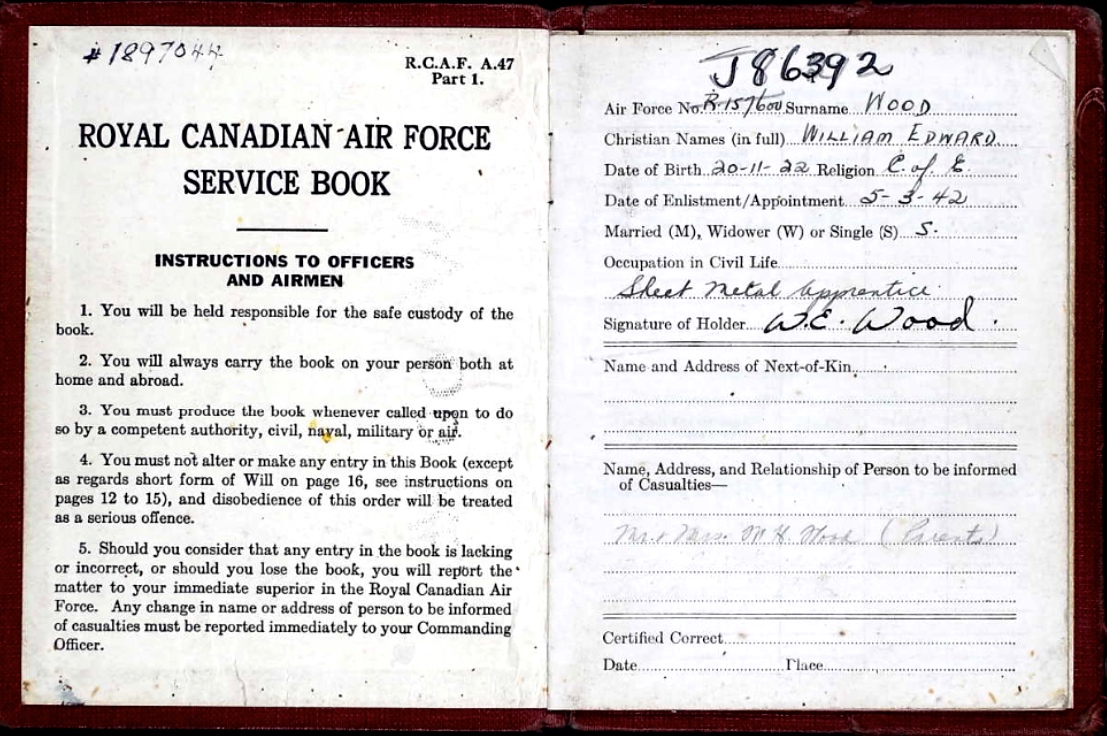 # 1897044
R.C.A.F. A.47
Part 1.
ROYAL CANADIAN AIR FORCE
SERVICE BOOK
INSTRUCTIONS TO OFFICERS
AND AIRMEN
1. You will be held responsible for the safe custody of the
book.
2. You will always carry the book on your person both at
home and abroad.
3. You must produce the book whenever called upon to do
so by a competent authority, civil, naval, military or air.
4. You must not alter or make any entry in this Book (except
as regards short form of Will on page 16, see instructions on
pages 12 to 15), and disobedience of this order will be treated
as a serious offence.
5. Should you consider that any entry in the book is lacking
or incorrect, or should you lose the book, you will report the
matter to your immediate superior in the Royal Canadian Air
Force. Any change in name or address of person to be informed
of casualties must be reported immediately to your Commanding
Officer.
J86392
Air Force No. R.157600 Surname WOOD
Christian Names (in full) WILLIAM EDWARD
Date of Birth 20-11-22 Religion C. of E.
Date of Enlistment/Appointment 5-3-42
Married (M), Widower (W) or Single (S) S.
Occupation in Civil Life
Sheet Metal Apprentice
Signature of Holder W.E. Wood.
Name and Address of Next-of-Kin
Name, Address, and Relationship of Person to be informed
of Casualties—
Mr. & Mrs. W H. Wood (Parents)
Certified Correct
Date Place